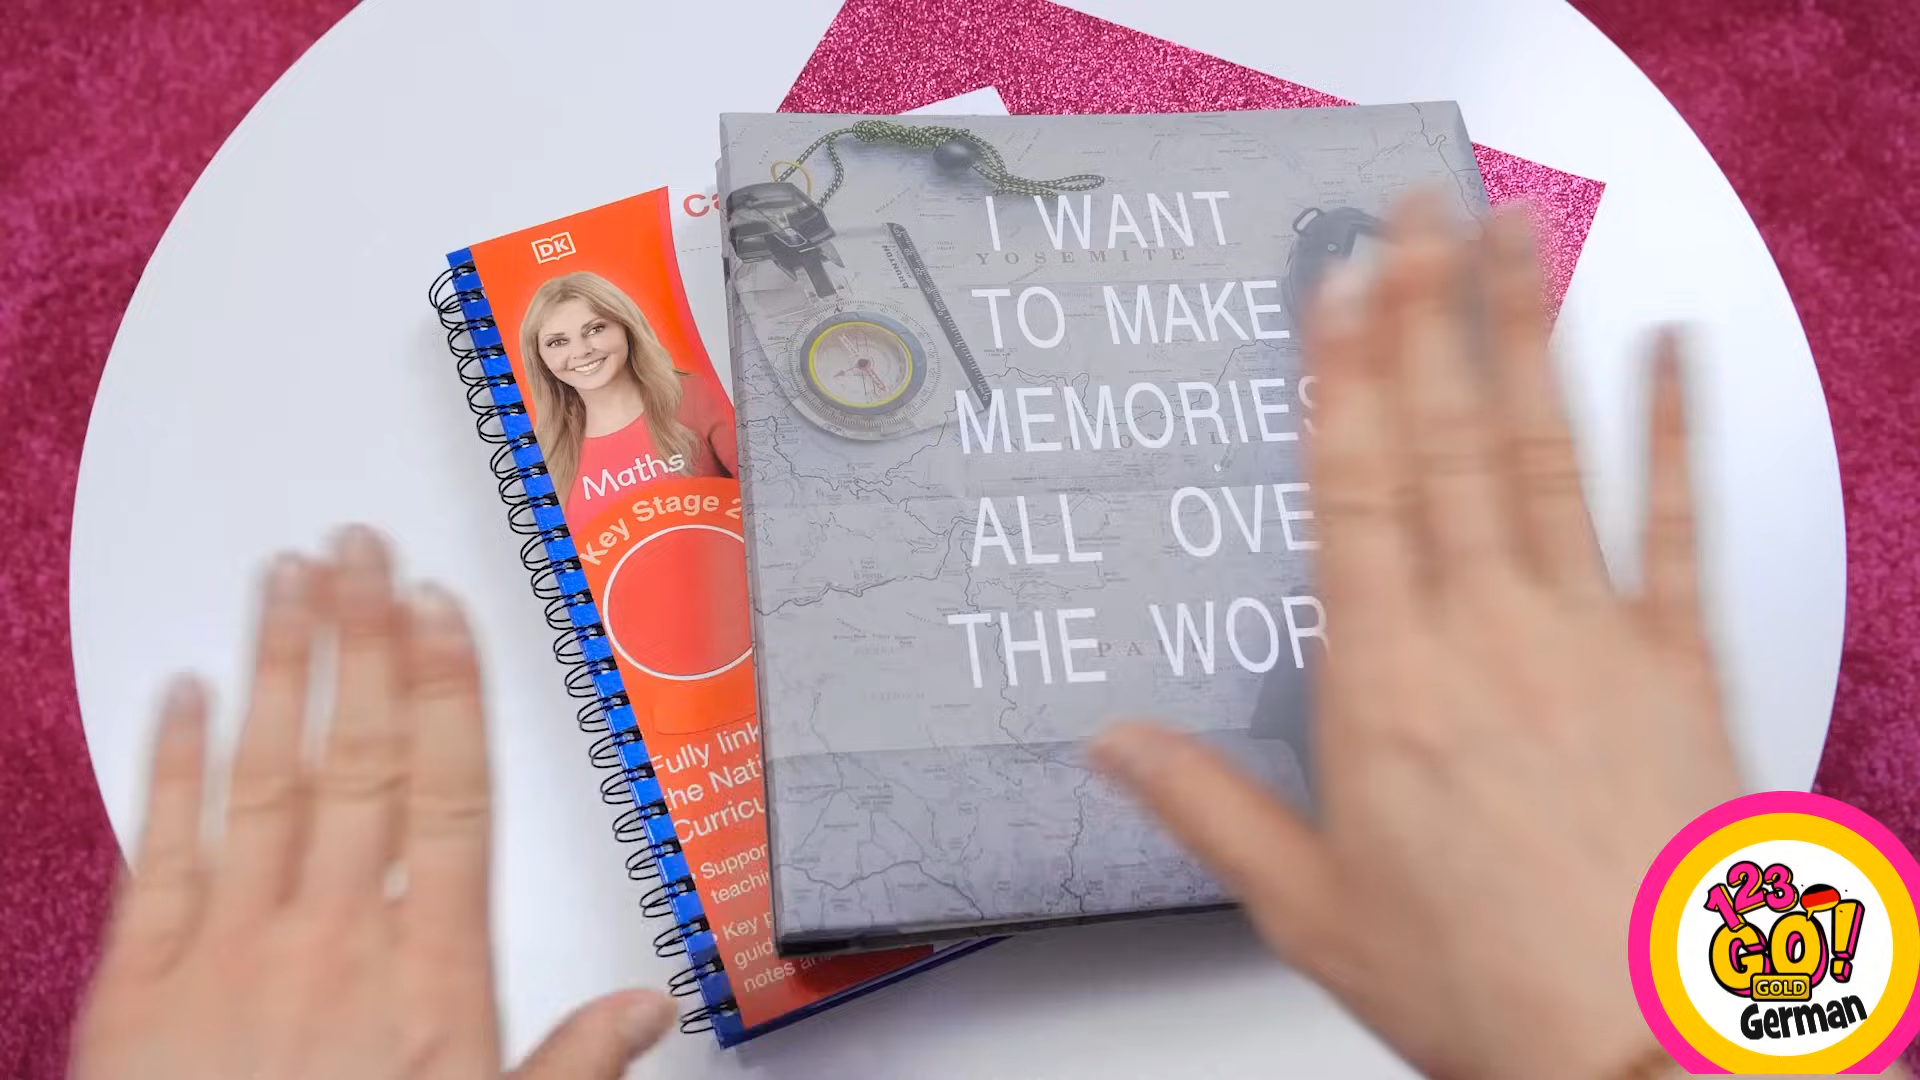 DK
Maths
Key Stage 2
Fully link
the Nati
Curricu
Suppor
teachi
Key p
guid
notes an
I WANT
YOSEMITE
TO MAKE
MEMORIES
ALL OVE
THE WOR
PA
123
GO!
GOLD
German